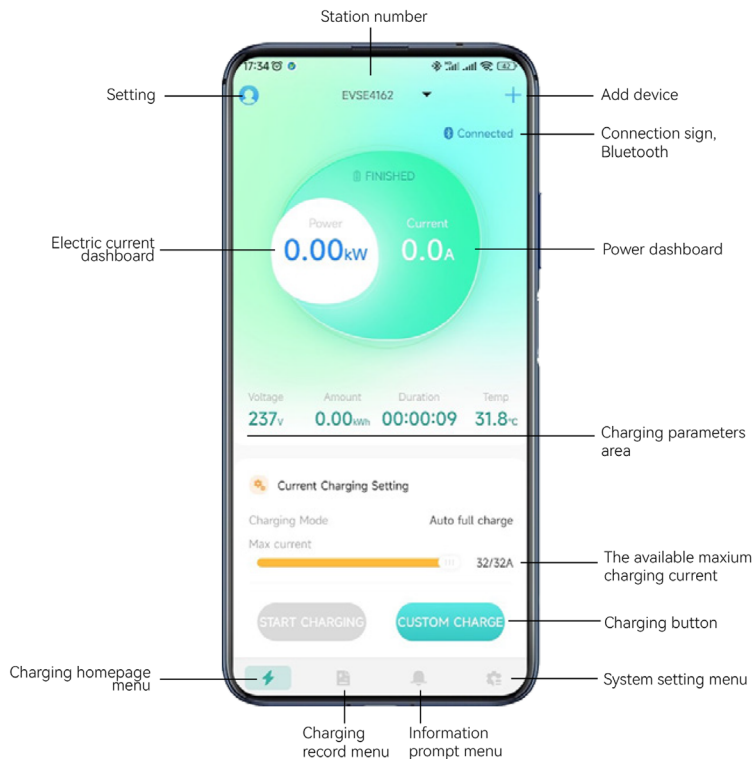 Station number
17:34
42
Setting
EVSE4162
Add device
Connected
Connection sign,
Bluetooth
FINISHED
Power
Current
0.00kW
0.0A
Electric current
dashboard
Power dashboard
Voltage Amount Duration Temp
237V 0.00kWh 00:00:09 31.8°C
Charging parameters
area
Current Charging Setting
Charging Mode Auto full charge
Max current
32/32A
The available maxium
charging current
START CHARGING CUSTOM CHARGE
Charging button
Charging homepage
menu
System setting menu
Charging
record menu
Information
prompt menu